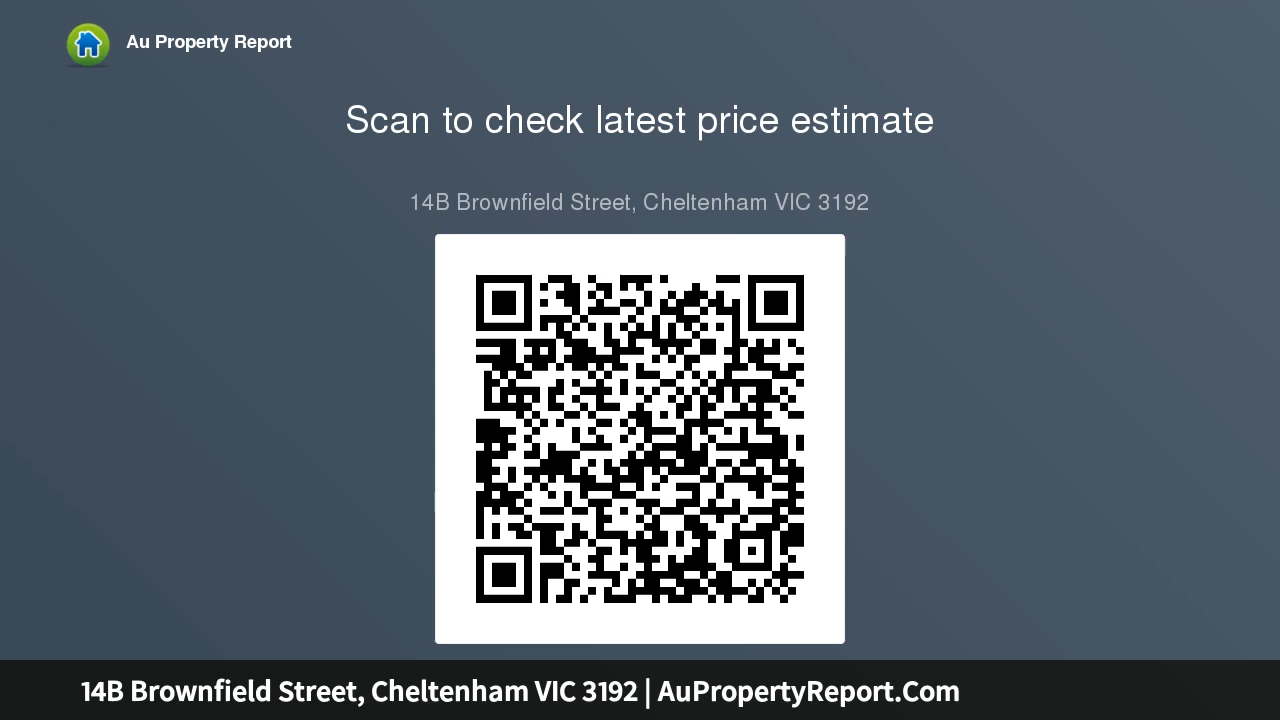 Au Property Report
Scan to check latest price estimate
14B Brownfield Street, Cheltenham VIC 3192
14B Brownfield Street, Cheltenham VIC 3192 | AuPropertyReport.Com